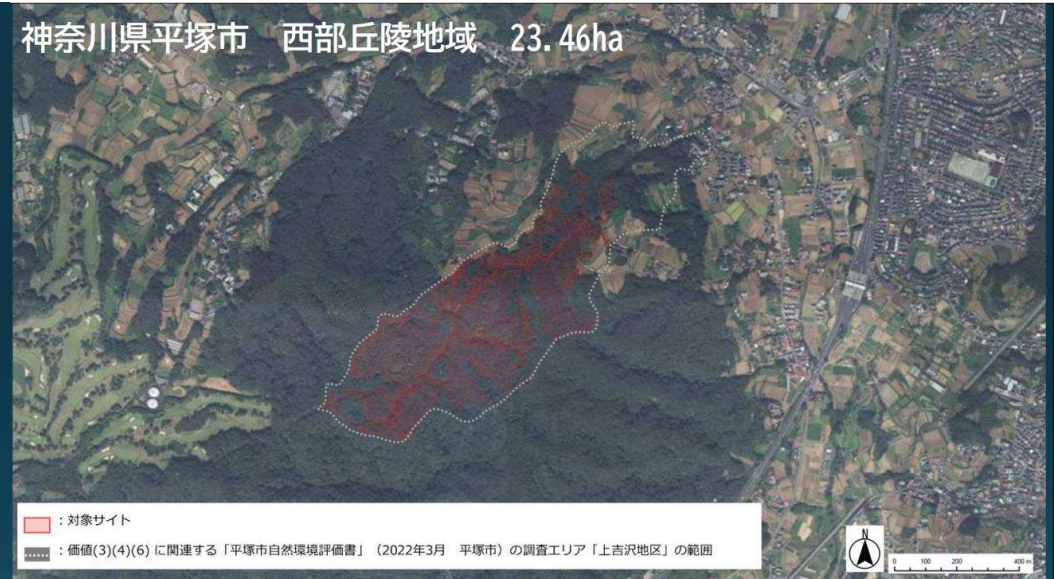 神奈川県平塚市　西部丘陵地域　23.46ha
：対象サイト
：価値(3)(4)(6) に関連する「平塚市自然環境評価書」（2022年3月　平塚市）の調査エリア「上吉沢地区」の範囲
N
0 100 200 400 m